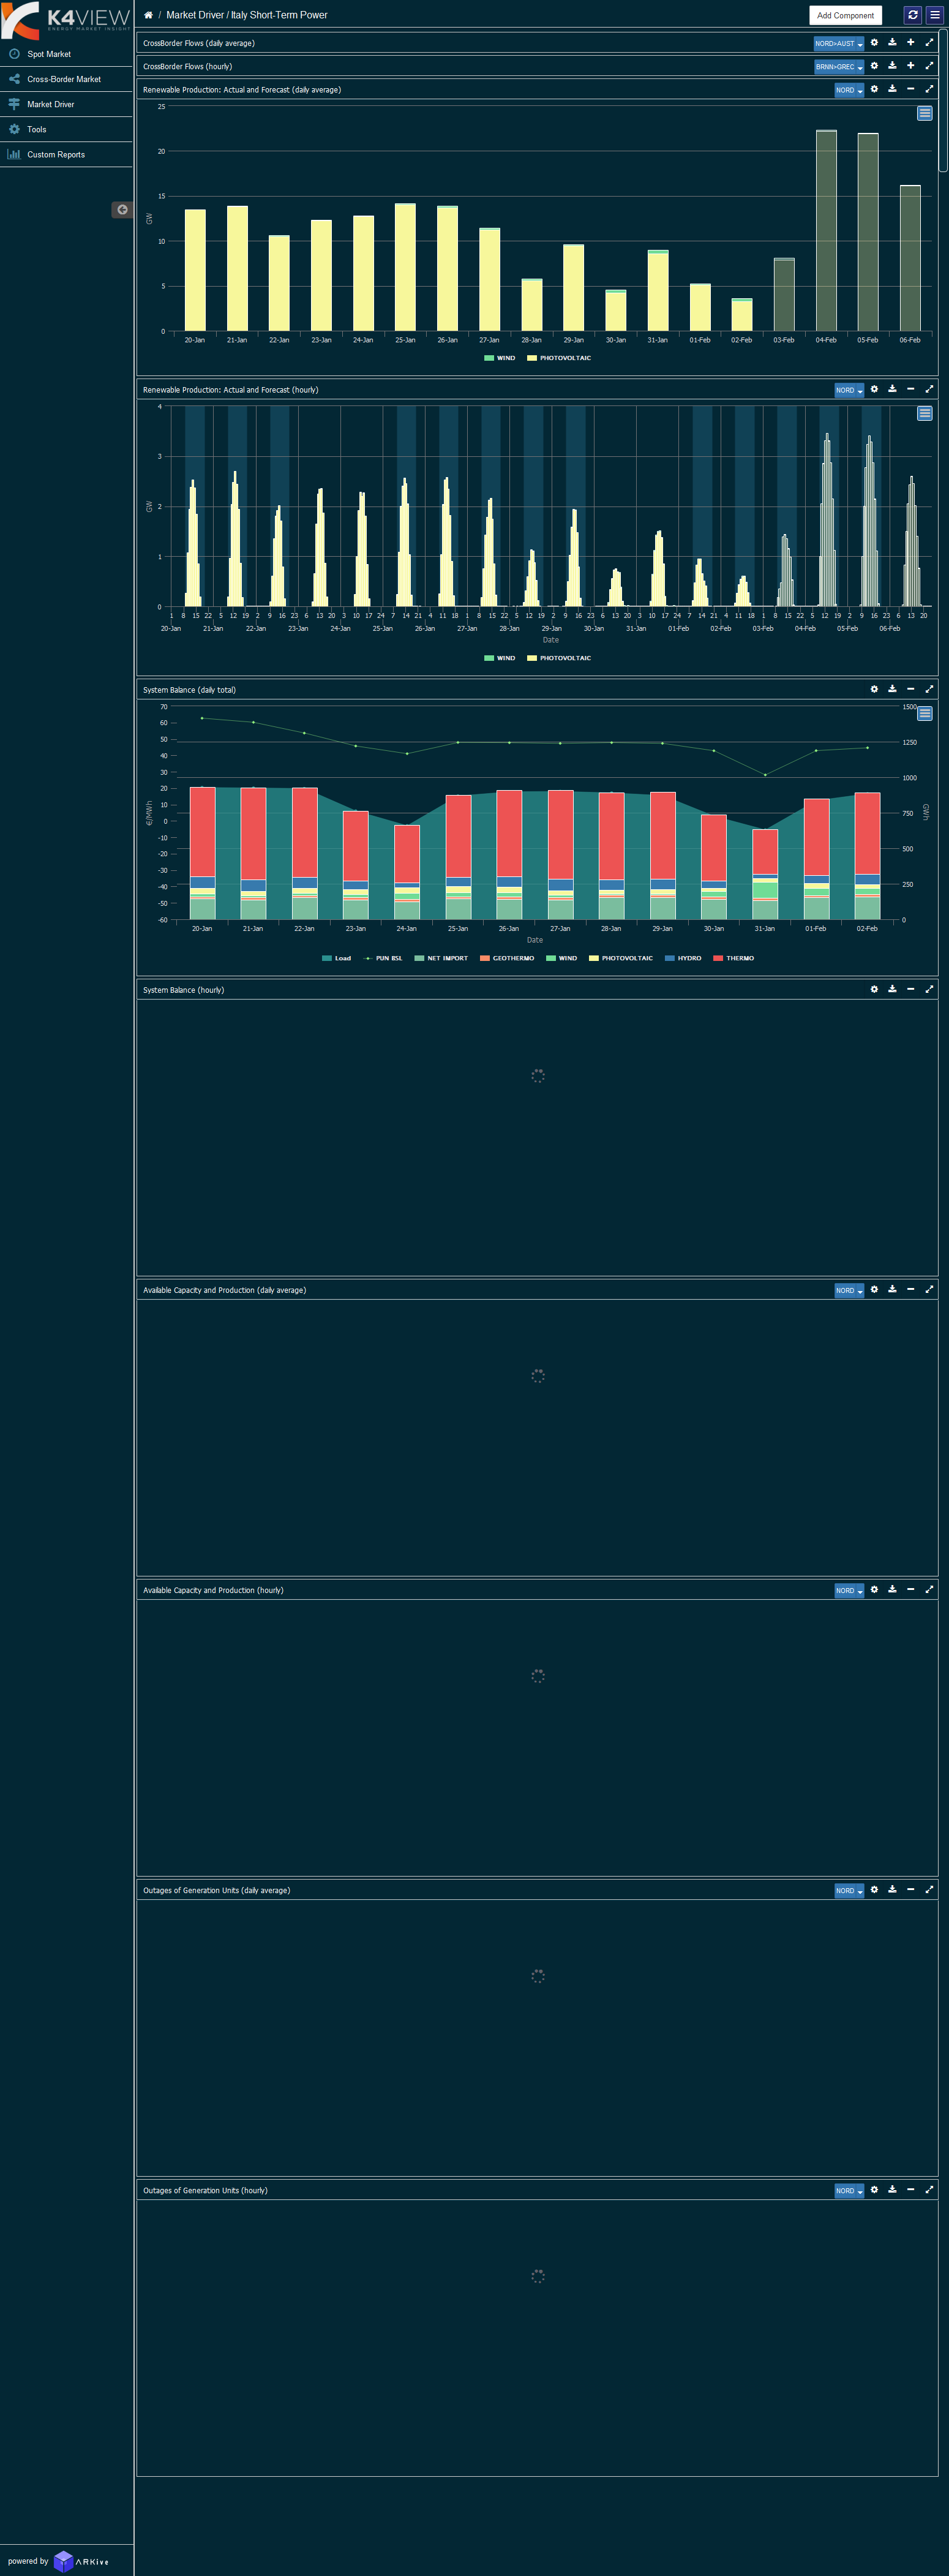 K4VIEW
ENERGY MARKET INSIGHT
Spot Market
Cross-Border Market
Market Driver
Tools
Custom Reports
/ Market Driver / Italy Short-Term Power
Add Component
CrossBorder Flows (daily average)
NORD>AUST
CrossBorder Flows (hourly)
BRNN>GREC
Renewable Production: Actual and Forecast (daily average)
NORD
25
20
15
10
5
0
GW
20-Jan 21-Jan 22-Jan 23-Jan 24-Jan 25-Jan 26-Jan 27-Jan 28-Jan 29-Jan 30-Jan 31-Jan 01-Feb 02-Feb 03-Feb 04-Feb 05-Feb 06-Feb
WIND PHOTOVOLTAIC
Renewable Production: Actual and Forecast (hourly)
NORD
4
3
2
1
0
GW
1 8 15 22 5 12 19 2 9 16 23 6 13 20 3 10 17 24 7 14 21 4 11 18 1 8 15 22 5 12 19 2 9 16 23 6 13 20 3 10 17 24 7 14 21 4 11 18 1 8 15 22 5 12 19 2 9 16 23 6 13 20
20-Jan 21-Jan 22-Jan 23-Jan 24-Jan 25-Jan 26-Jan 27-Jan 28-Jan 29-Jan 30-Jan 31-Jan 01-Feb 02-Feb 03-Feb 04-Feb 05-Feb 06-Feb
Date
WIND PHOTOVOLTAIC
System Balance (daily total)
70
60
50
40
30
20
10
0
-10
-20
-30
-40
-50
-60
€/MWh
1500
1250
1000
750
500
250
0
GWh
20-Jan 21-Jan 22-Jan 23-Jan 24-Jan 25-Jan 26-Jan 27-Jan 28-Jan 29-Jan 30-Jan 31-Jan 01-Feb 02-Feb
Date
Load PUN BSL NET IMPORT GEOTHERMO WIND PHOTOVOLTAIC HYDRO THERMO
System Balance (hourly)
Available Capacity and Production (daily average)
NORD
Available Capacity and Production (hourly)
NORD
Outages of Generation Units (daily average)
NORD
Outages of Generation Units (hourly)
NORD
powered by ARKive